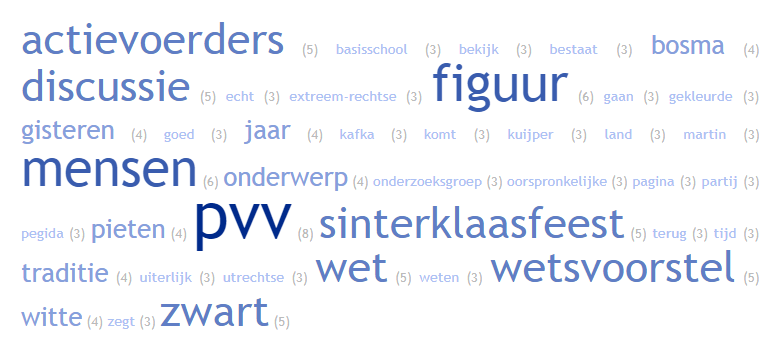 actievoerders (5) basisschool (3) bekijk (3) bestaat (3) bosma (4)
discussie (5) echt (3) extreem-rechtse (3) figuur (6) gaan (3) gekleurde (3)
gisteren (4) goed (3) jaar (4) kafka (3) komt (3) kuijper (3) land (3) martin (3)
mensen (6) onderwerp (4) onderzoeksgroep (3) oorspronkelijke (3) pagina (3) partij (3)
pegida (3) pieten (4) pvv (8) sinterklaasfeest (5) terug (3) tijd (3)
traditie (4) uiterlijk (3) utrechtse (3) wet (5) weten (3) wetsvoorstel (5)
witte (4) zegt (3) zwart (5)